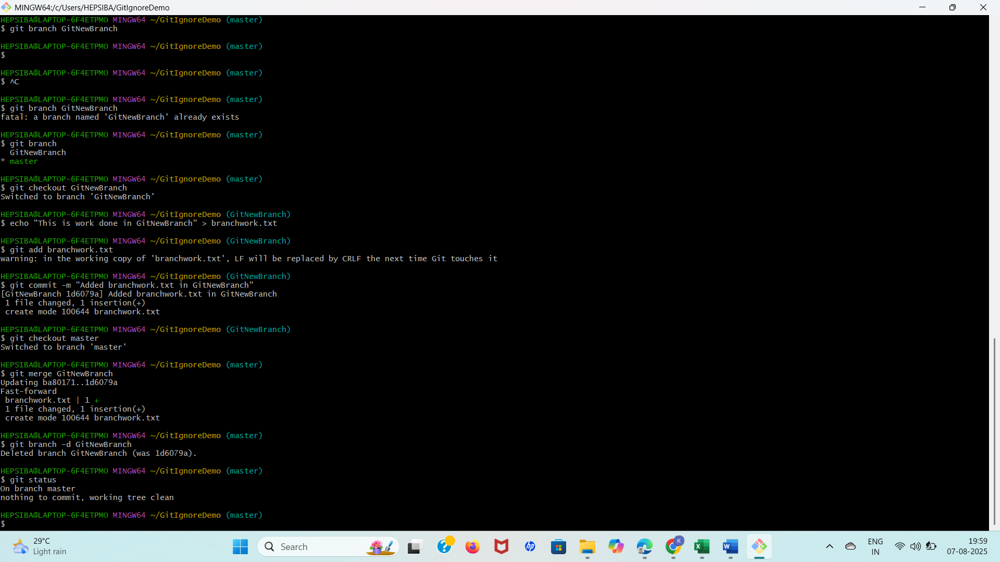 MINGW64:/c/Users/HEPSIBA/GitIgnoreDemo
HEPSIBA@LAPTOP-6F4ETPMO MINGW64 ~/GitIgnoreDemo (master)
$ git branch GitNewBranch

HEPSIBA@LAPTOP-6F4ETPMO MINGW64 ~/GitIgnoreDemo (master)
$

HEPSIBA@LAPTOP-6F4ETPMO MINGW64 ~/GitIgnoreDemo (master)
$ ^C

HEPSIBA@LAPTOP-6F4ETPMO MINGW64 ~/GitIgnoreDemo (master)
$ git branch GitNewBranch
fatal: a branch named 'GitNewBranch' already exists

HEPSIBA@LAPTOP-6F4ETPMO MINGW64 ~/GitIgnoreDemo (master)
$ git branch
  GitNewBranch
* master

HEPSIBA@LAPTOP-6F4ETPMO MINGW64 ~/GitIgnoreDemo (master)
$ git checkout GitNewBranch
Switched to branch 'GitNewBranch'

HEPSIBA@LAPTOP-6F4ETPMO MINGW64 ~/GitIgnoreDemo (GitNewBranch)
$ echo "This is work done in GitNewBranch" > branchwork.txt

HEPSIBA@LAPTOP-6F4ETPMO MINGW64 ~/GitIgnoreDemo (GitNewBranch)
$ git add branchwork.txt
warning: in the working copy of 'branchwork.txt', LF will be replaced by CRLF the next time Git touches it

HEPSIBA@LAPTOP-6F4ETPMO MINGW64 ~/GitIgnoreDemo (GitNewBranch)
$ git commit -m "Added branchwork.txt in GitNewBranch"
[GitNewBranch 1d6079a] Added branchwork.txt in GitNewBranch
 1 file changed, 1 insertion(+)
 create mode 100644 branchwork.txt

HEPSIBA@LAPTOP-6F4ETPMO MINGW64 ~/GitIgnoreDemo (GitNewBranch)
$ git checkout master
Switched to branch 'master'

HEPSIBA@LAPTOP-6F4ETPMO MINGW64 ~/GitIgnoreDemo (master)
$ git merge GitNewBranch
Updating ba80171..1d6079a
Fast-forward
 branchwork.txt | 1 +
 1 file changed, 1 insertion(+)
 create mode 100644 branchwork.txt

HEPSIBA@LAPTOP-6F4ETPMO MINGW64 ~/GitIgnoreDemo (master)
$ git branch -d GitNewBranch
Deleted branch GitNewBranch (was 1d6079a).

HEPSIBA@LAPTOP-6F4ETPMO MINGW64 ~/GitIgnoreDemo (master)
$ git status
On branch master
nothing to commit, working tree clean

HEPSIBA@LAPTOP-6F4ETPMO MINGW64 ~/GitIgnoreDemo (master)
$
29°C
Light rain
Search
hp
K
X
W
ENG
IN
19:59
07-08-2025